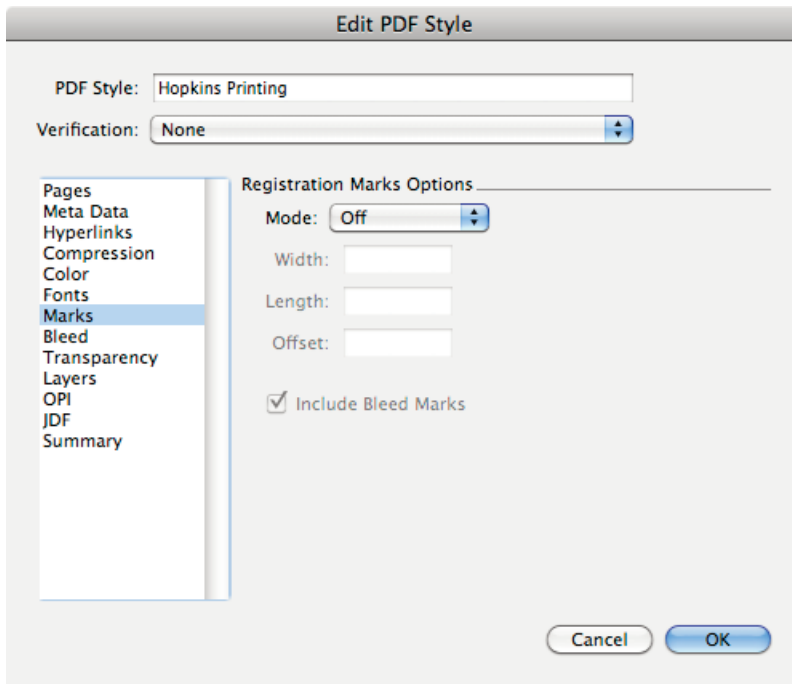 Edit PDF Style
PDF Style: Hopkins Printing
Verification: None
Pages
Meta Data
Hyperlinks
Compression
Color
Fonts
Marks
Bleed
Transparency
Layers
OPI
JDF
Summary
Registration Marks Options
Mode: Off
Width:
Length:
Offset:
Include Bleed Marks
Cancel
OK